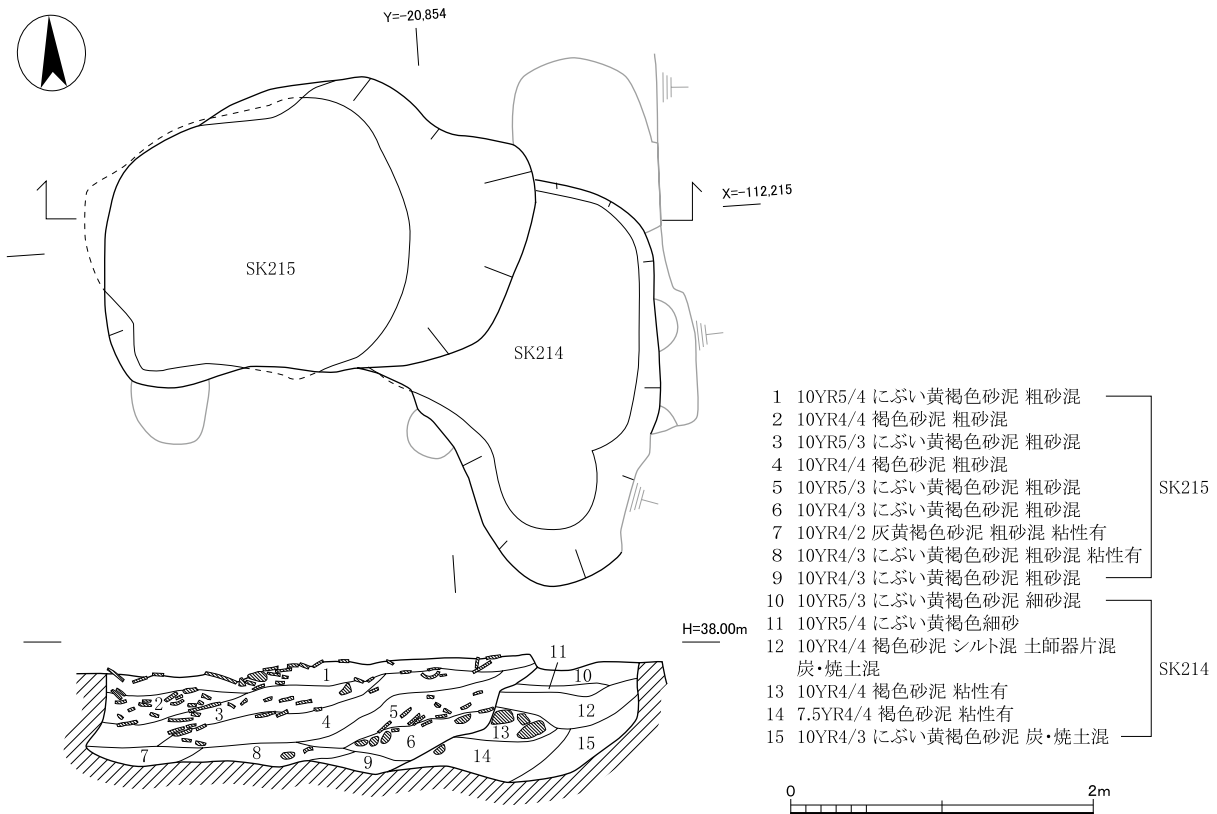 Y=-20,854
X=-112,215
SK215
SK214
1 10YR5/4 にぶい黄褐色砂泥 粗砂混
2 10YR4/4 褐色砂泥 粗砂混
3 10YR5/3 にぶい黄褐色砂泥 粗砂混
4 10YR4/4 褐色砂泥 粗砂混
5 10YR5/3 にぶい黄褐色砂泥 粗砂混
6 10YR4/3 にぶい黄褐色砂泥 粗砂混
7 10YR4/2 灰黄褐色砂泥 粗砂混 粘性有
8 10YR4/3 にぶい黄褐色砂泥 粗砂混 粘性有
9 10YR4/3 にぶい黄褐色砂泥 粗砂混
SK215
10 10YR5/3 にぶい黄褐色砂泥 細砂混
11 10YR5/4 にぶい黄褐色細砂
12 10YR4/4 褐色砂泥 シルト混 土師器片混
炭・焼土混
13 10YR4/4 褐色砂泥 粘性有
14 7.5YR4/4 褐色砂泥 粘性有
15 10YR4/3 にぶい黄褐色砂泥 炭・焼土混
SK214
H=38.00m
1
2
3
4
5
6
7
8
9
10
11
12
13
14
15
0 2m